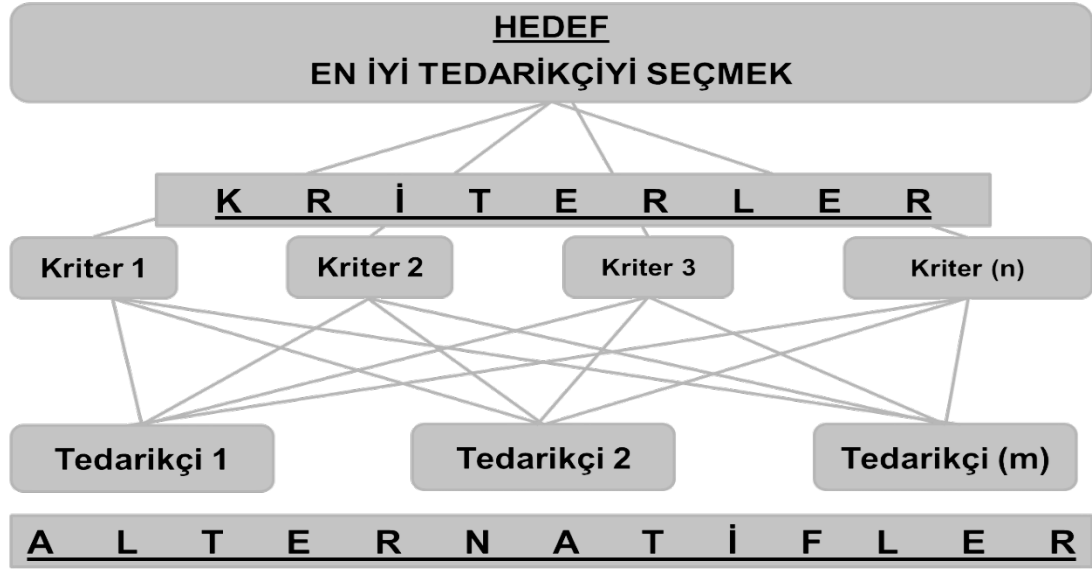 HEDEF
EN İYİ TEDARİKÇİYİ SEÇMEK
K R İ T E R L E R
Kriter 1
Kriter 2
Kriter 3
Kriter (n)
Tedarikçi 1
Tedarikçi 2
Tedarikçi (m)
A L T E R N A T İ F L E R